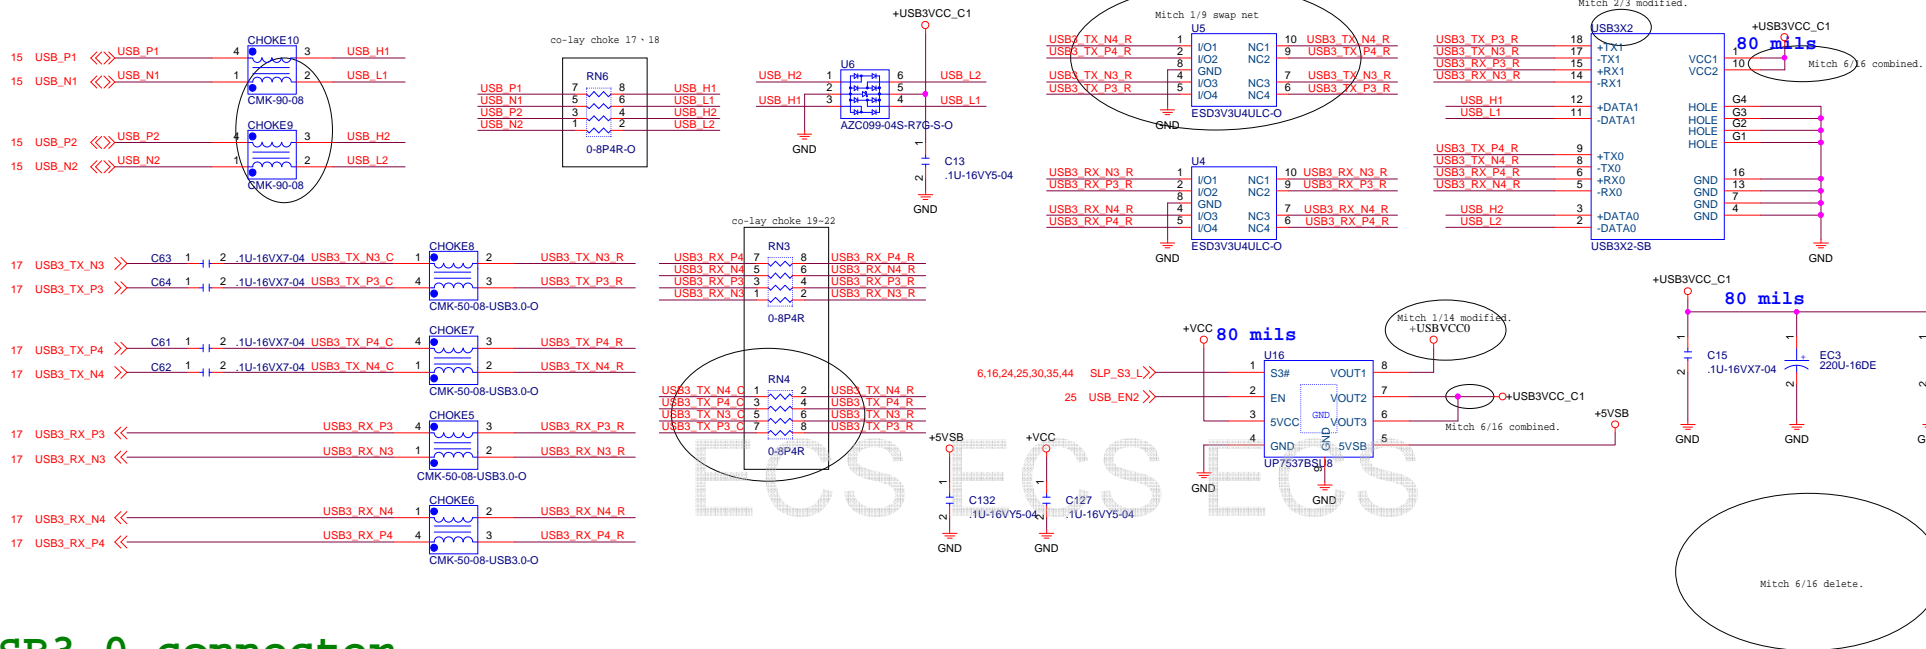 15 USB_P1 USB_P1 4 CHOKE10 3 USB_H1
15 USB_N1 USB_N1 1 2 USB_L1
CMK-90-08
15 USB_P2 USB_P2 4 CHOKE9 3 USB_H2
15 USB_N2 USB_N2 1 2 USB_L2
CMK-90-08
co-lay choke 17、18
RN6
USB_P1 7 8 USB_H1
USB_N1 5 6 USB_L1
USB_P2 3 4 USB_H2
USB_N2 1 2 USB_L2
0-8P4R-O
+USB3VCC_C1
U6
USB_H2 1 6 USB_L2
2 5
USB_H1 3 4 USB_L1
AZC099-04S-R7G-S-O
GND
1
C13
.1U-16VY5-04
2
GND
Mitch 1/9 swap net
U5
USB3_TX_N4_R 1 I/O1 NC1 10 USB3_TX_N4_R
USB3_TX_P4_R 2 I/O2 NC2 9 USB3_TX_P4_R
8 GND
USB3_TX_N3_R 4 I/O3 NC3 7 USB3_TX_N3_R
USB3_TX_P3_R 5 I/O4 NC4 6 USB3_TX_P3_R
ESD3V3U4ULC-O
GND
U4
USB3_RX_N3_R 1 I/O1 NC1 10 USB3_RX_N3_R
USB3_RX_P3_R 2 I/O2 NC2 9 USB3_RX_P3_R
8 GND
USB3_RX_N4_R 4 I/O3 NC3 7 USB3_RX_N4_R
USB3_RX_P4_R 5 I/O4 NC4 6 USB3_RX_P4_R
ESD3V3U4ULC-O
GND
Mitch 2/3 modified.
USB3X2
+USB3VCC_C1
80 mils
Mitch 6/16 combined.
USB3_TX_P3_R 18 +TX1
USB3_TX_N3_R 17 -TX1 VCC1 1
USB3_RX_P3_R 15 +RX1 VCC2 10
USB3_RX_N3_R 14 -RX1
USB_H1 12 +DATA1 HOLE G4
USB_L1 11 -DATA1 HOLE G3
HOLE G2
HOLE G1
USB3_TX_P4_R 9 +TX0
USB3_TX_N4_R 8 -TX0
USB3_RX_P4_R 6 +RX0 GND 16
USB3_RX_N4_R 5 -RX0 GND 13
GND 7
USB_H2 3 +DATA0 GND 4
USB_L2 2 -DATA0
USB3X2-SB
GND
17 USB3_TX_N3 C63 1 2 .1U-16VX7-04 USB3_TX_N3_C 1 CHOKE8 2 USB3_TX_N3_R
17 USB3_TX_P3 C64 1 2 .1U-16VX7-04 USB3_TX_P3_C 4 3 USB3_TX_P3_R
CMK-50-08-USB3.0-O
17 USB3_TX_P4 C61 1 2 .1U-16VX7-04 USB3_TX_P4_C 4 CHOKE7 3 USB3_TX_P4_R
17 USB3_TX_N4 C62 1 2 .1U-16VX7-04 USB3_TX_N4_C 1 2 USB3_TX_N4_R
CMK-50-08-USB3.0-O
17 USB3_RX_P3 USB3_RX_P3 4 CHOKE5 3 USB3_RX_P3_R
17 USB3_RX_N3 USB3_RX_N3 1 2 USB3_RX_N3_R
CMK-50-08-USB3.0-O
17 USB3_RX_N4 USB3_RX_N4 1 CHOKE6 2 USB3_RX_N4_R
17 USB3_RX_P4 USB3_RX_P4 4 3 USB3_RX_P4_R
CMK-50-08-USB3.0-O
co-lay choke 19~22
RN3
USB3_RX_P4 7 8 USB3_RX_P4_R
USB3_RX_N4 5 6 USB3_RX_N4_R
USB3_RX_P3 3 4 USB3_RX_P3_R
USB3_RX_N3 1 2 USB3_RX_N3_R
0-8P4R
RN4
USB3_TX_N4_C 1 2 USB3_TX_N4_R
USB3_TX_P4_C 3 4 USB3_TX_P4_R
USB3_TX_N3_C 5 6 USB3_TX_N3_R
USB3_TX_P3_C 7 8 USB3_TX_P3_R
0-8P4R
+5VSB
1
C132
.1U-16VY5-04
2
GND
+VCC
1
C127
.1U-16VY5-04
2
GND
+VCC 80 mils
Mitch 1/14 modified.
+USBVCC0
U16
6,16,24,25,30,35,44 SLP_S3_L 1 S3# VOUT1 8
25 USB_EN2 2 EN VOUT2 7 +USB3VCC_C1
3 5VCC VOUT3 6
4 GND 5VSB 5 +5VSB
GND
GND
9
UP7537BSU8
Mitch 6/16 combined.
GND
GND
+USB3VCC_C1
80 mils
1
C15
.1U-16VX7-04
2
GND
1
EC3
220U-16DE
2
GND
1
2
ECS ECS ECS
Mitch 6/16 delete.
SB3.0 connector